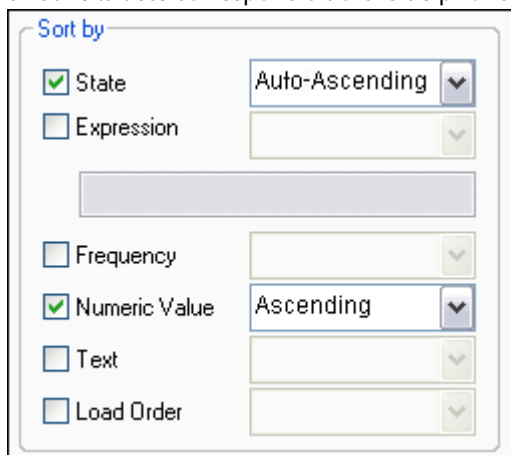 Sort by
State Auto-Ascending
Expression
Frequency
Numeric Value Ascending
Text
Load Order